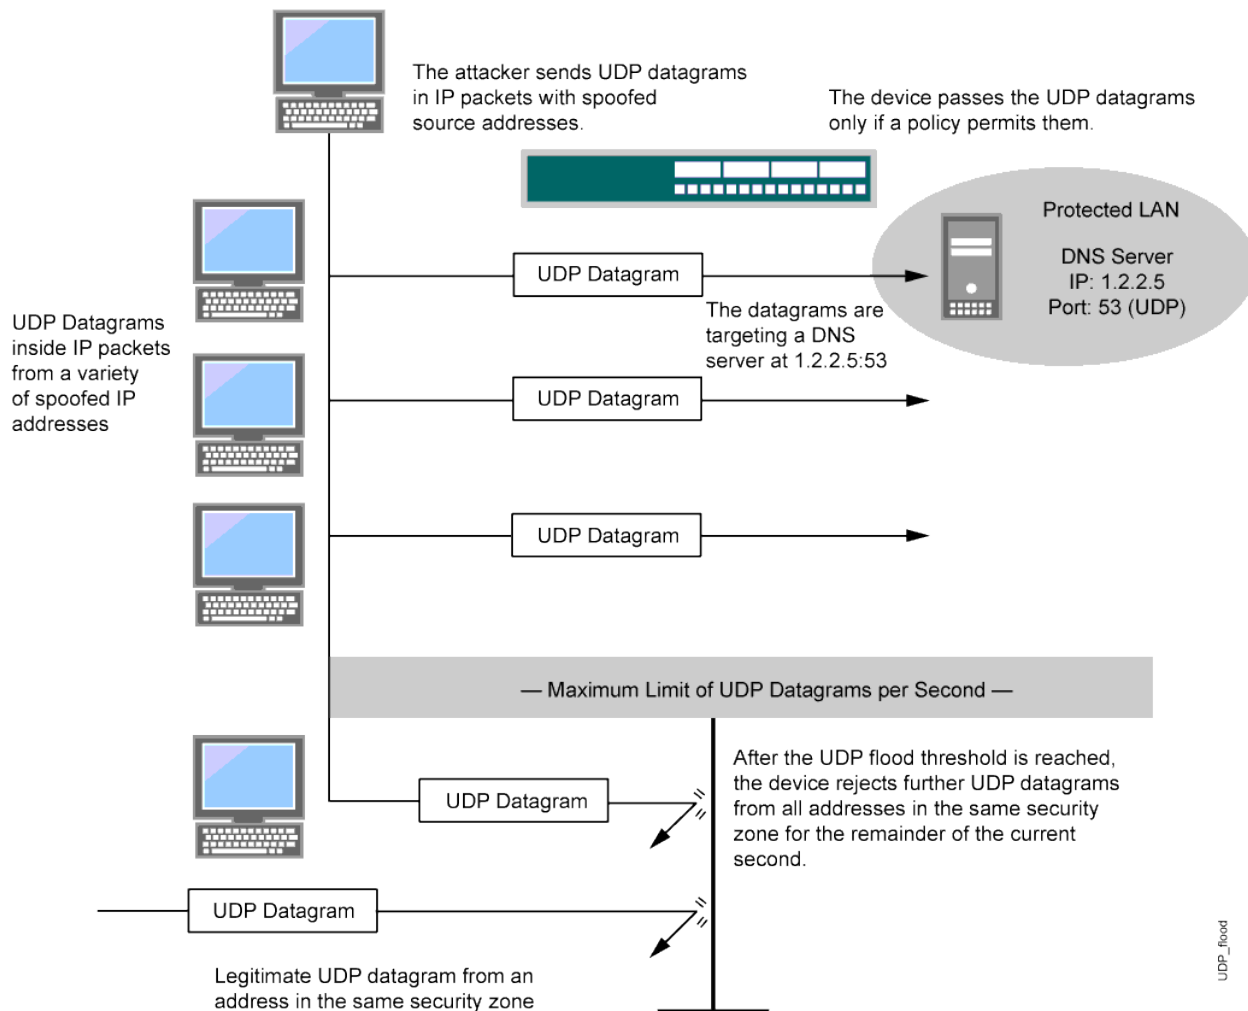 The attacker sends UDP datagrams
in IP packets with spoofed
source addresses.
The device passes the UDP datagrams
only if a policy permits them.
Protected LAN
DNS Server
IP: 1.2.2.5
Port: 53 (UDP)
UDP Datagram
The datagrams are
targeting a DNS
server at 1.2.2.5:53
UDP Datagrams
inside IP packets
from a variety
of spoofed IP
addresses
UDP Datagram
UDP Datagram
— Maximum Limit of UDP Datagrams per Second —
After the UDP flood threshold is reached,
the device rejects further UDP datagrams
from all addresses in the same security
zone for the remainder of the current
second.
UDP Datagram
UDP Datagram
Legitimate UDP datagram from an
address in the same security zone
UDP_flood